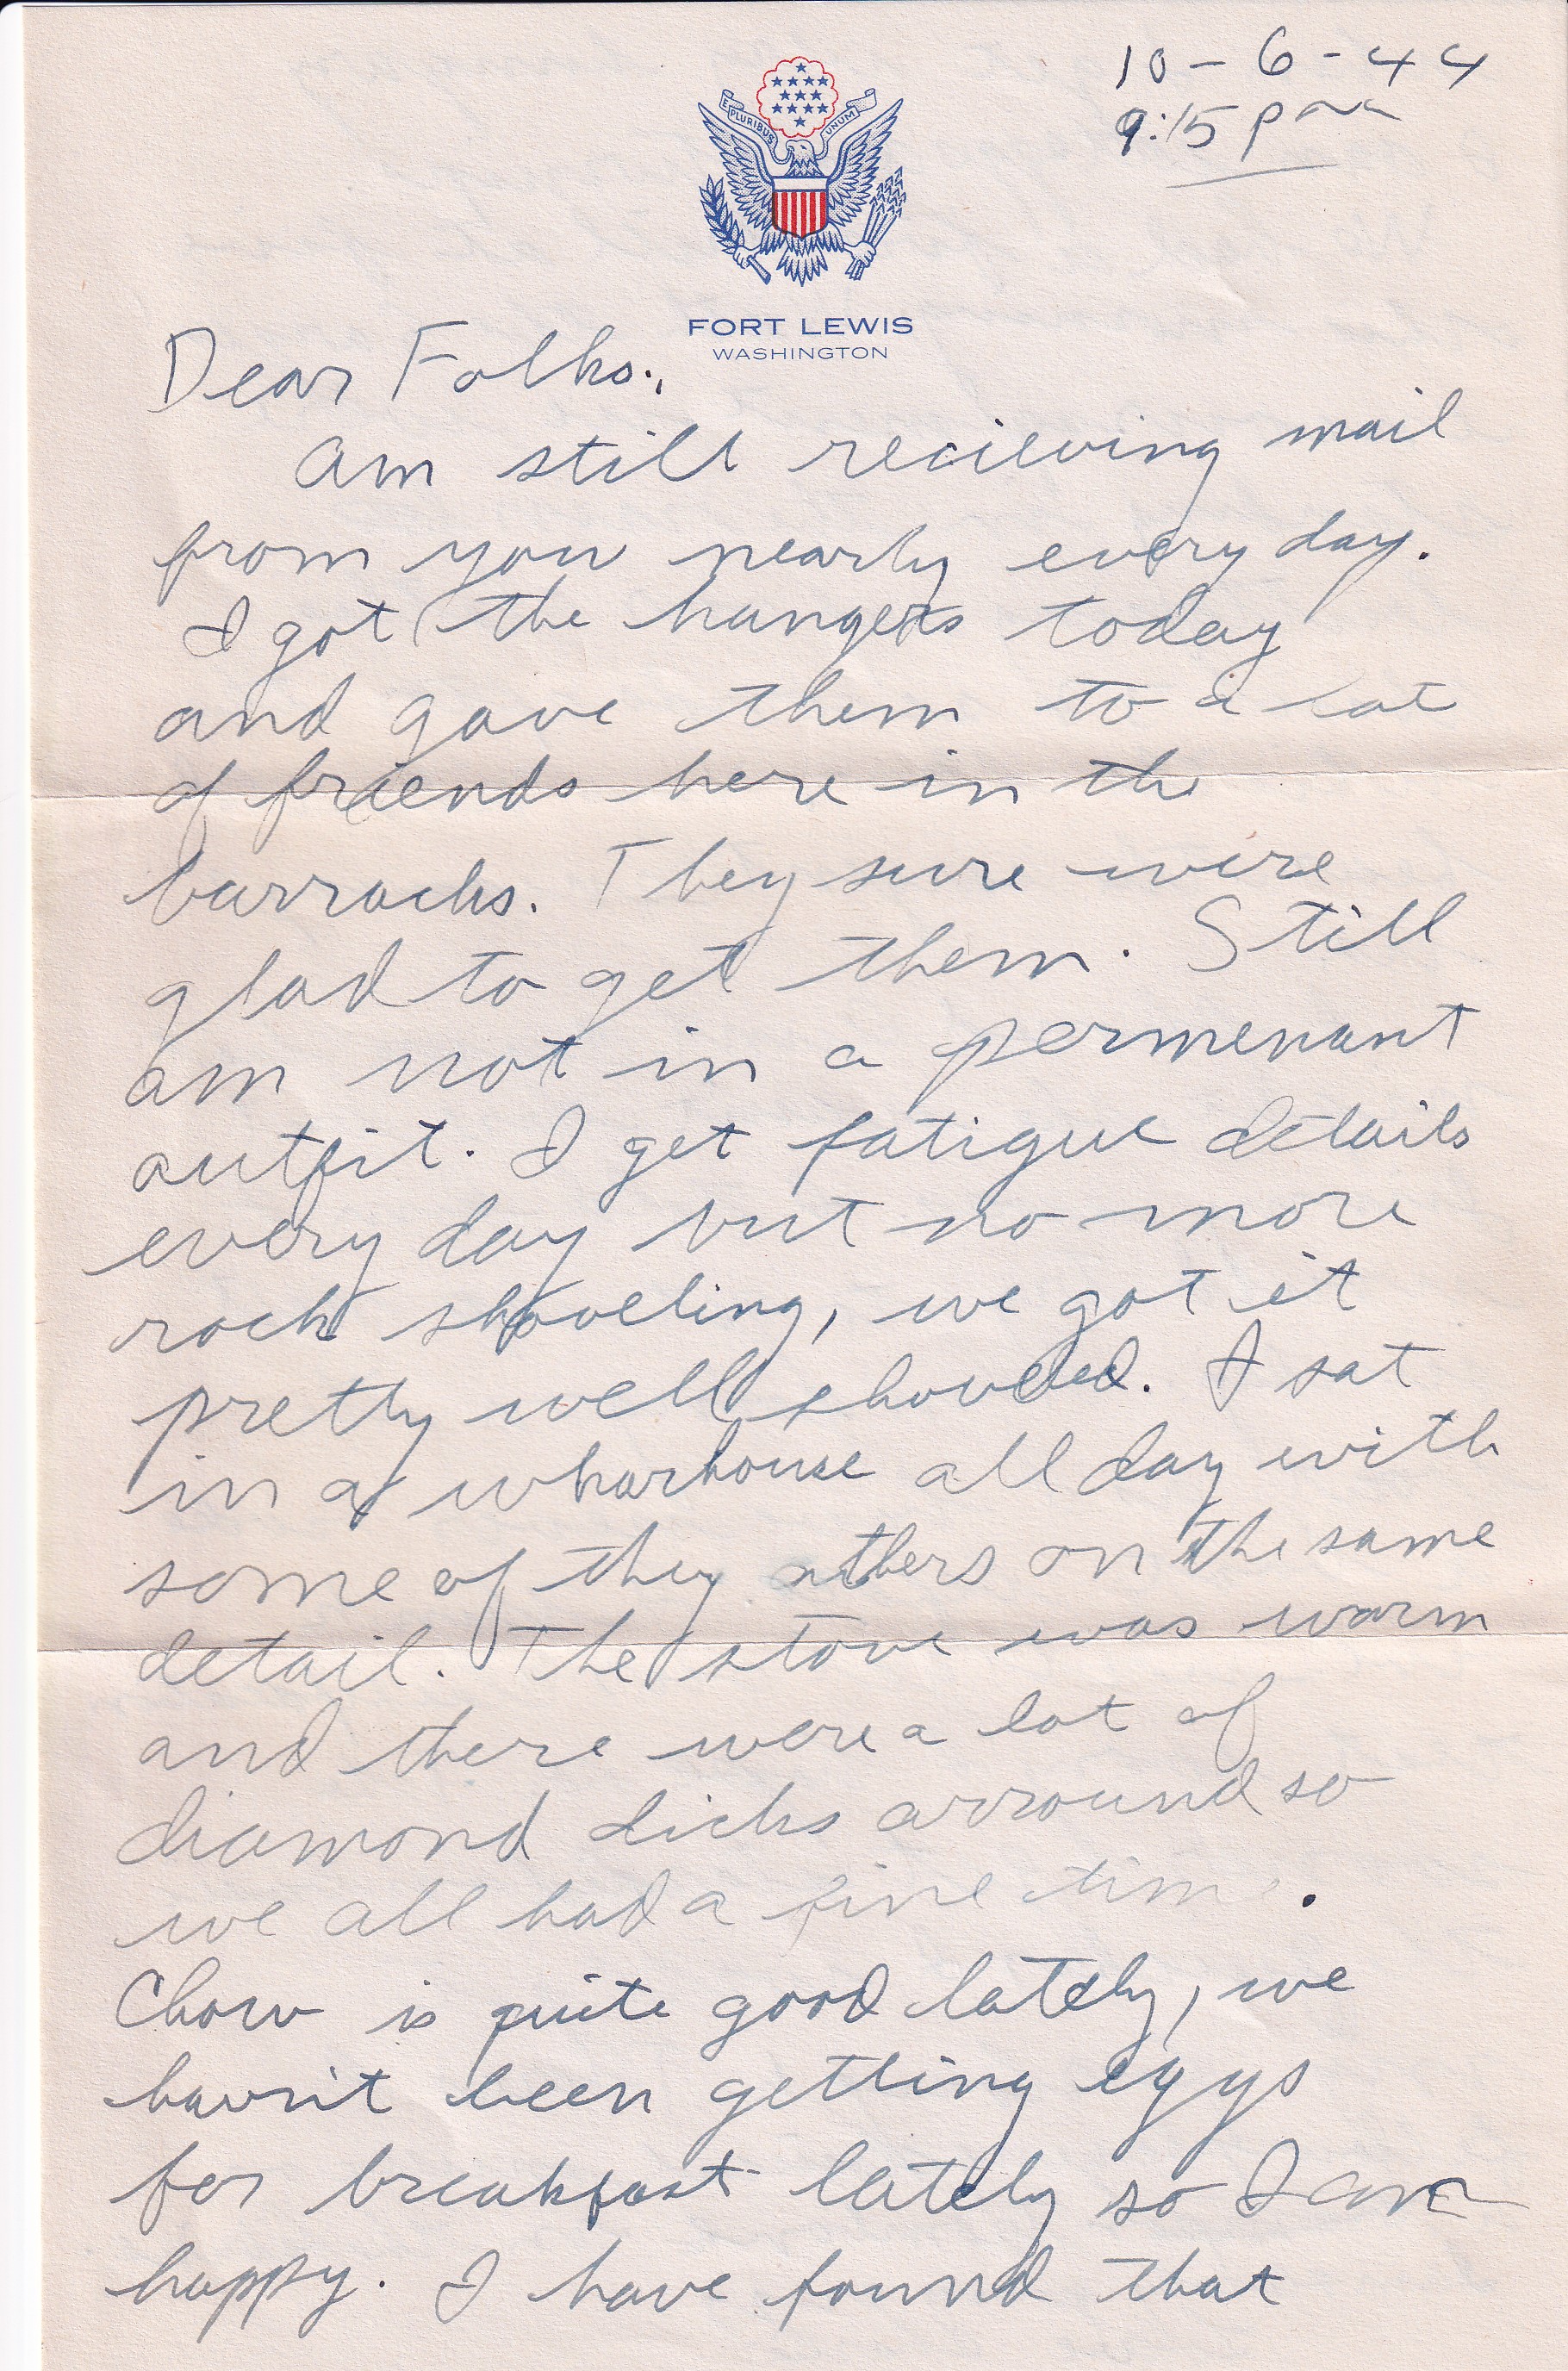 10-6-44
9:15 pm
E PLURIBUS UNUM
FORT LEWIS
WASHINGTON
Dear Folks.,
Am still recieving mail
from you nearly every day.
I got the hangers today
and gave them to a lot
of friends here in the
barracks. They sure were
glad to get them. Still
am not in a permenant
outfit. I get fatigue details
every day but no more
rock shoveling, we got it
pretty well shoveled. I sat
in a wharhouse all day with
some of they others on the same
detail. The stove was warm
and there were a lot of
diamond dicks arround so
we all had a fine time.
Chow is quite good lately, we
havn't been getting eggs
for breakfast lately so I am
happy. I have found that